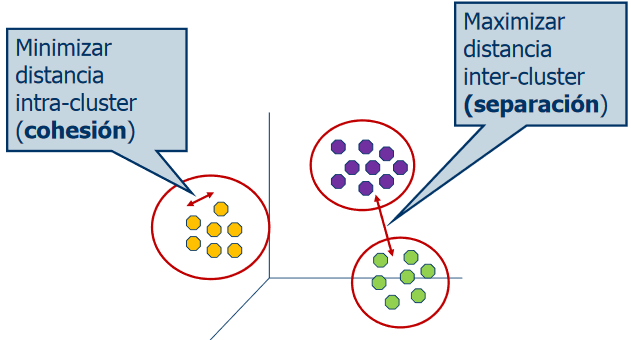 Minimizar
distancia
intra-cluster
(cohesión)
Maximizar
distancia
inter-cluster
(separación)